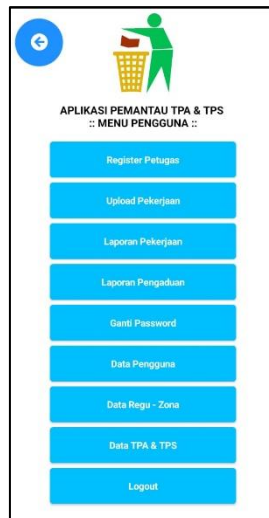 APLIKASI PEMANTAU TPA & TPS
:: MENU PENGGUNA ::
Register Petugas
Upload Pekerjaan
Laporan Pekerjaan
Laporan Pengaduan
Ganti Password
Data Pengguna
Data Regu - Zona
Data TPA & TPS
Logout